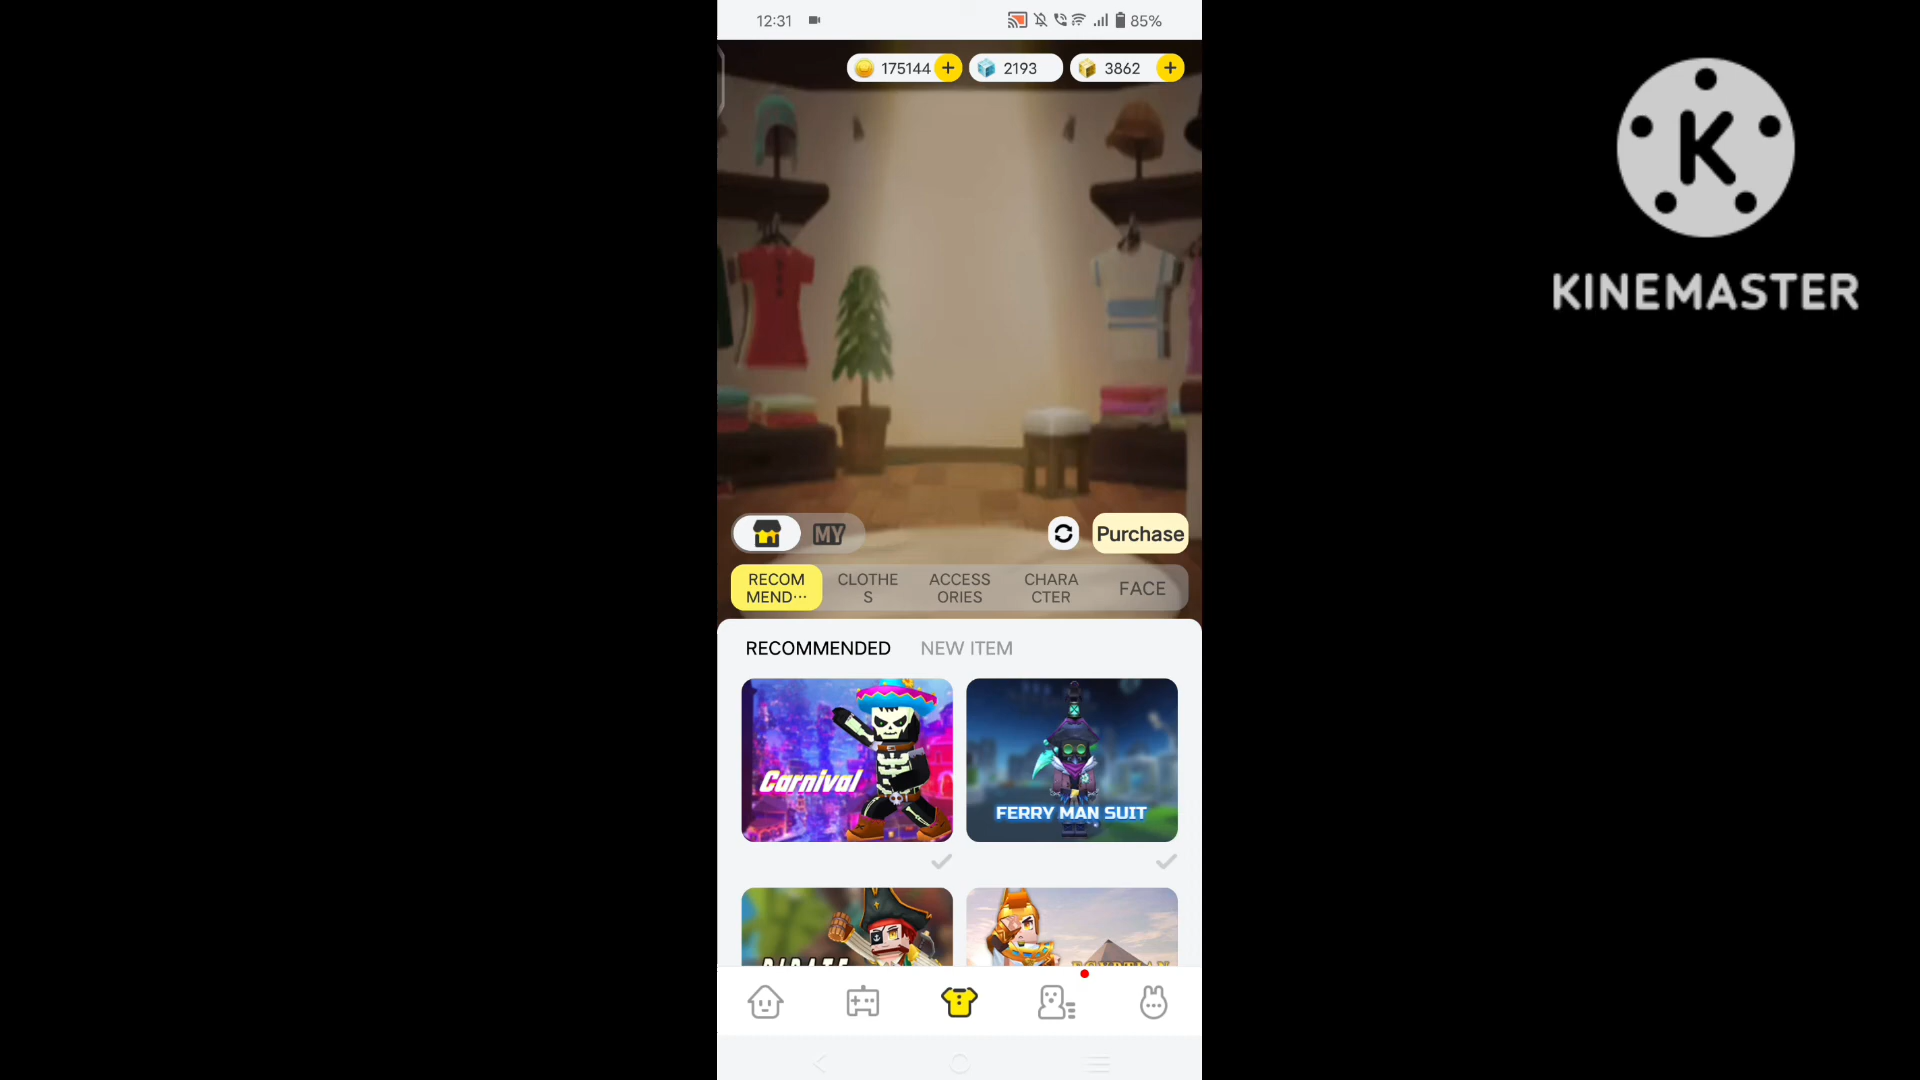 12:31
85%
175144
2193
3862
K
KINEMASTER
MY
Purchase
RECOM
MEND···
CLOTHE
S
ACCESS
ORIES
CHARA
CTER
FACE
RECOMMENDED
NEW ITEM
Carnival
FERRY MAN SUIT
PIRATE